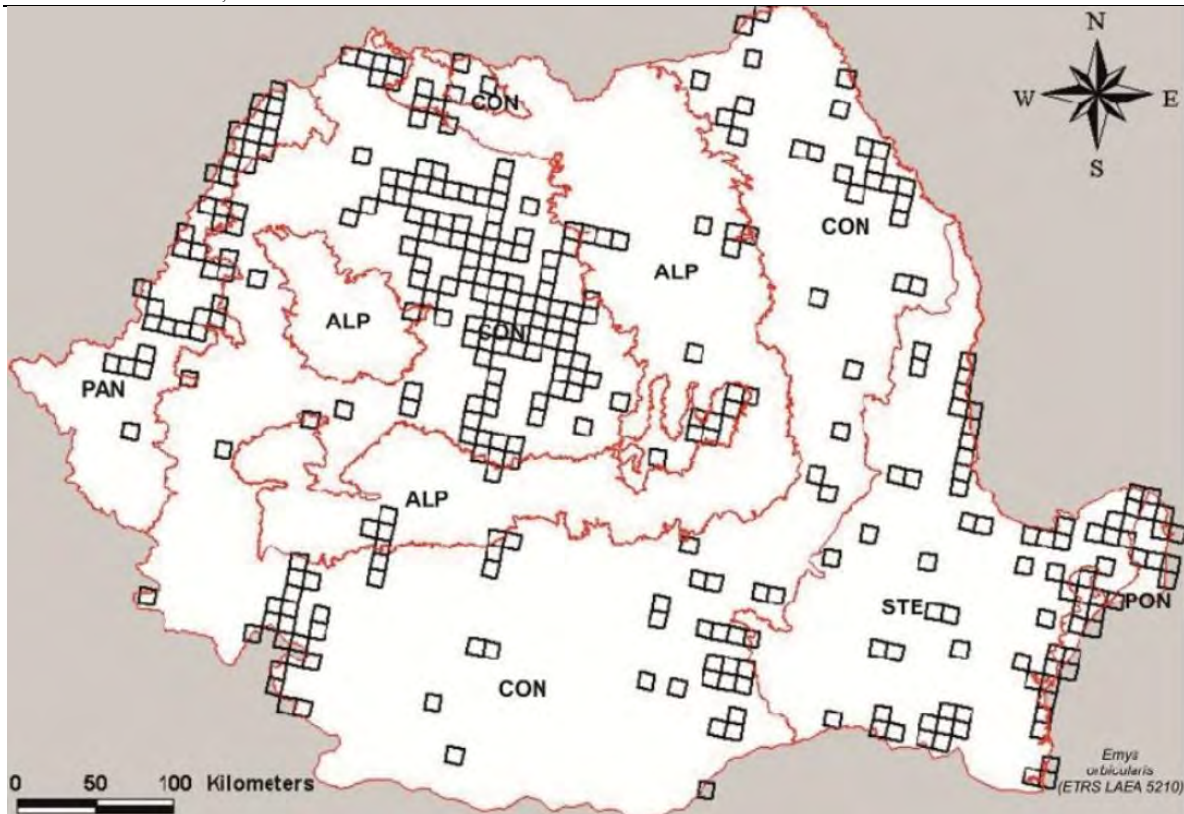 N
W E
S
CON
CON
ALP
ALP
CON
PAN
ALP
STE
PON
CON
0 50 100 Kilometers
Emys
orbicularis
(ETRS LAEA 5210)